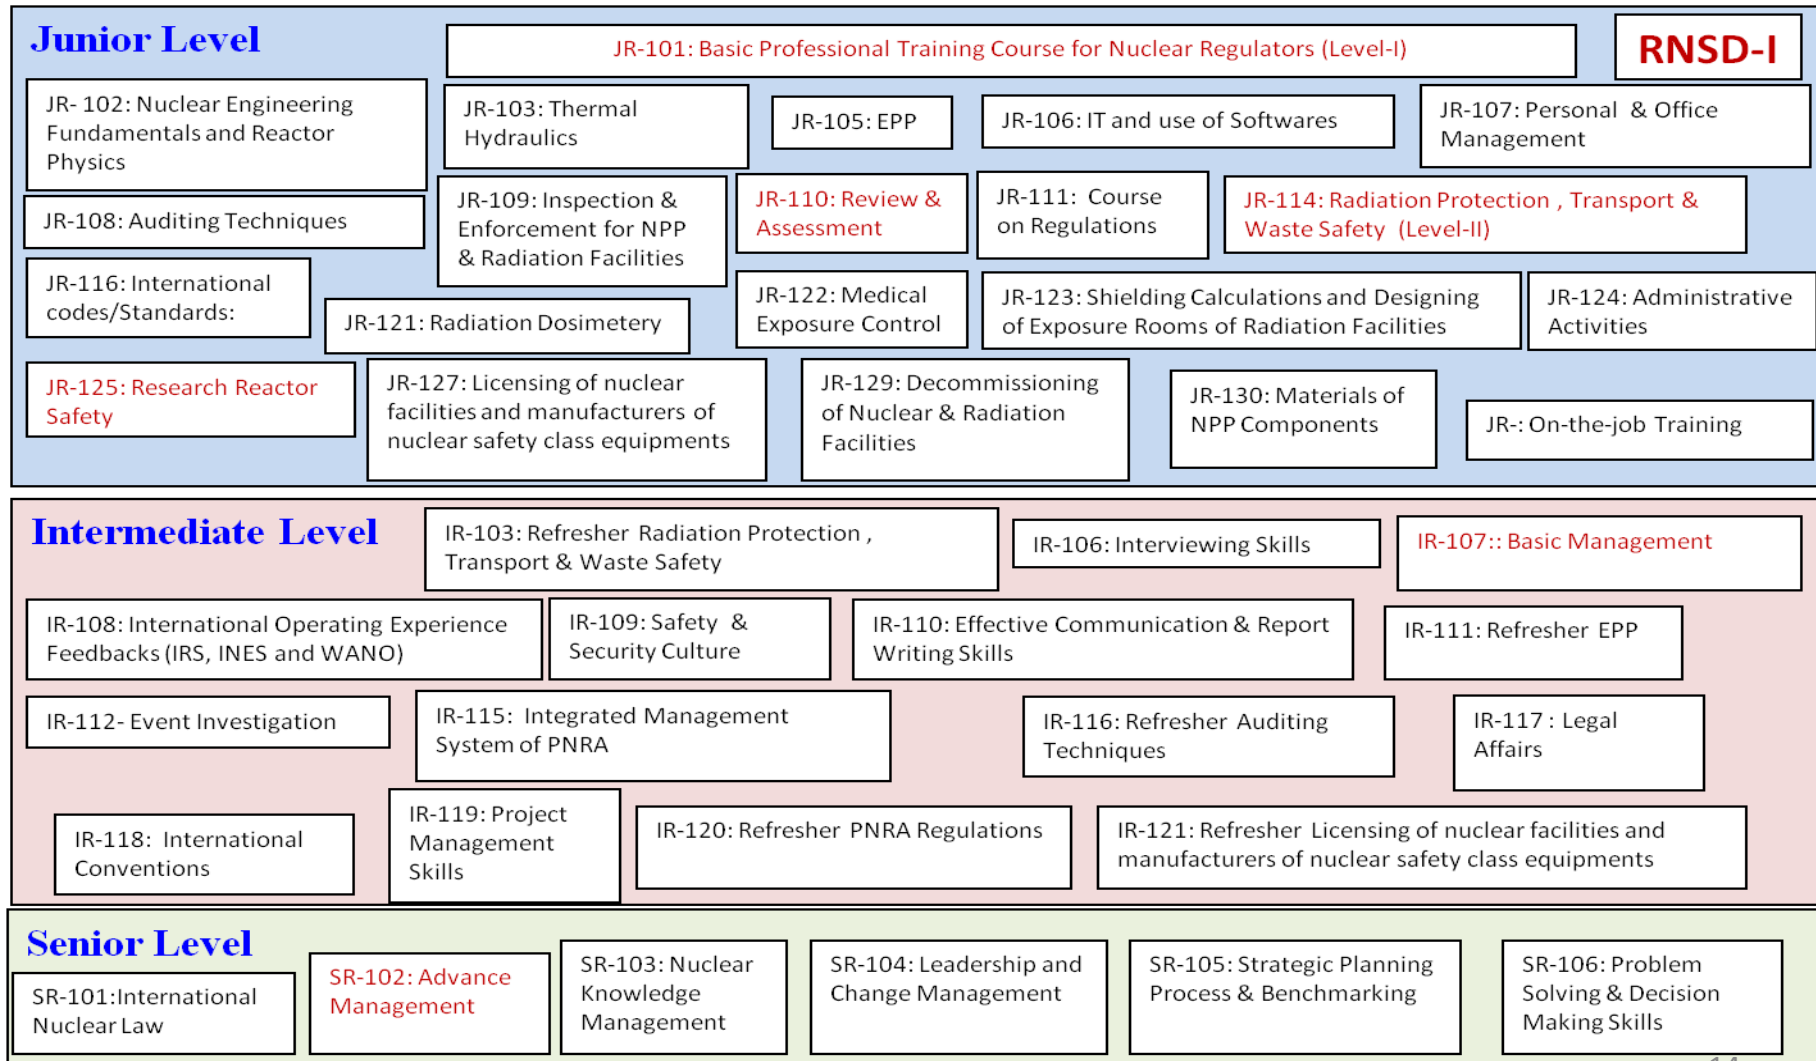 Junior Level
JR-101: Basic Professional Training Course for Nuclear Regulators (Level-I)
RNSD-I
JR- 102: Nuclear Engineering
Fundamentals and Reactor
Physics
JR-103: Thermal
Hydraulics
JR-105: EPP
JR-106: IT and use of Softwares
JR-107: Personal & Office
Management
JR-108: Auditing Techniques
JR-109: Inspection &
Enforcement for NPP
& Radiation Facilities
JR-110: Review &
Assessment
JR-111: Course
on Regulations
JR-114: Radiation Protection , Transport &
Waste Safety (Level-II)
JR-116: International
codes/Standards:
JR-121: Radiation Dosimetery
JR-122: Medical
Exposure Control
JR-123: Shielding Calculations and Designing
of Exposure Rooms of Radiation Facilities
JR-124: Administrative
Activities
JR-125: Research Reactor
Safety
JR-127: Licensing of nuclear
facilities and manufacturers of
nuclear safety class equipments
JR-129: Decommissioning
of Nuclear & Radiation
Facilities
JR-130: Materials of
NPP Components
JR-: On-the-job Training
Intermediate Level
IR-103: Refresher Radiation Protection ,
Transport & Waste Safety
IR-106: Interviewing Skills
IR-107:: Basic Management
IR-108: International Operating Experience
Feedbacks (IRS, INES and WANO)
IR-109: Safety &
Security Culture
IR-110: Effective Communication & Report
Writing Skills
IR-111: Refresher EPP
IR-112- Event Investigation
IR-115: Integrated Management
System of PNRA
IR-116: Refresher Auditing
Techniques
IR-117 : Legal
Affairs
IR-118: International
Conventions
IR-119: Project
Management
Skills
IR-120: Refresher PNRA Regulations
IR-121: Refresher Licensing of nuclear facilities and
manufacturers of nuclear safety class equipments
Senior Level
SR-101:International
Nuclear Law
SR-102: Advance
Management
SR-103: Nuclear
Knowledge
Management
SR-104: Leadership and
Change Management
SR-105: Strategic Planning
Process & Benchmarking
SR-106: Problem
Solving & Decision
Making Skills